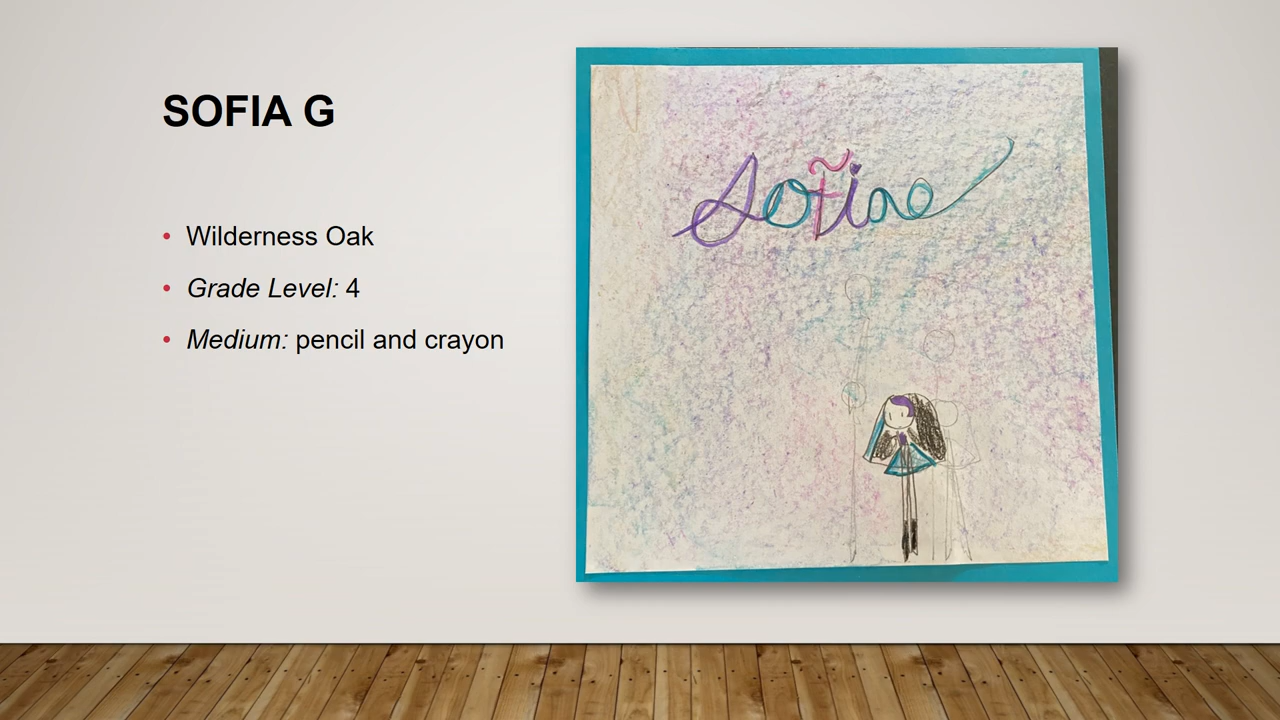 SOFIA G
Wilderness Oak
Grade Level: 4
Medium: pencil and crayon
Sofia